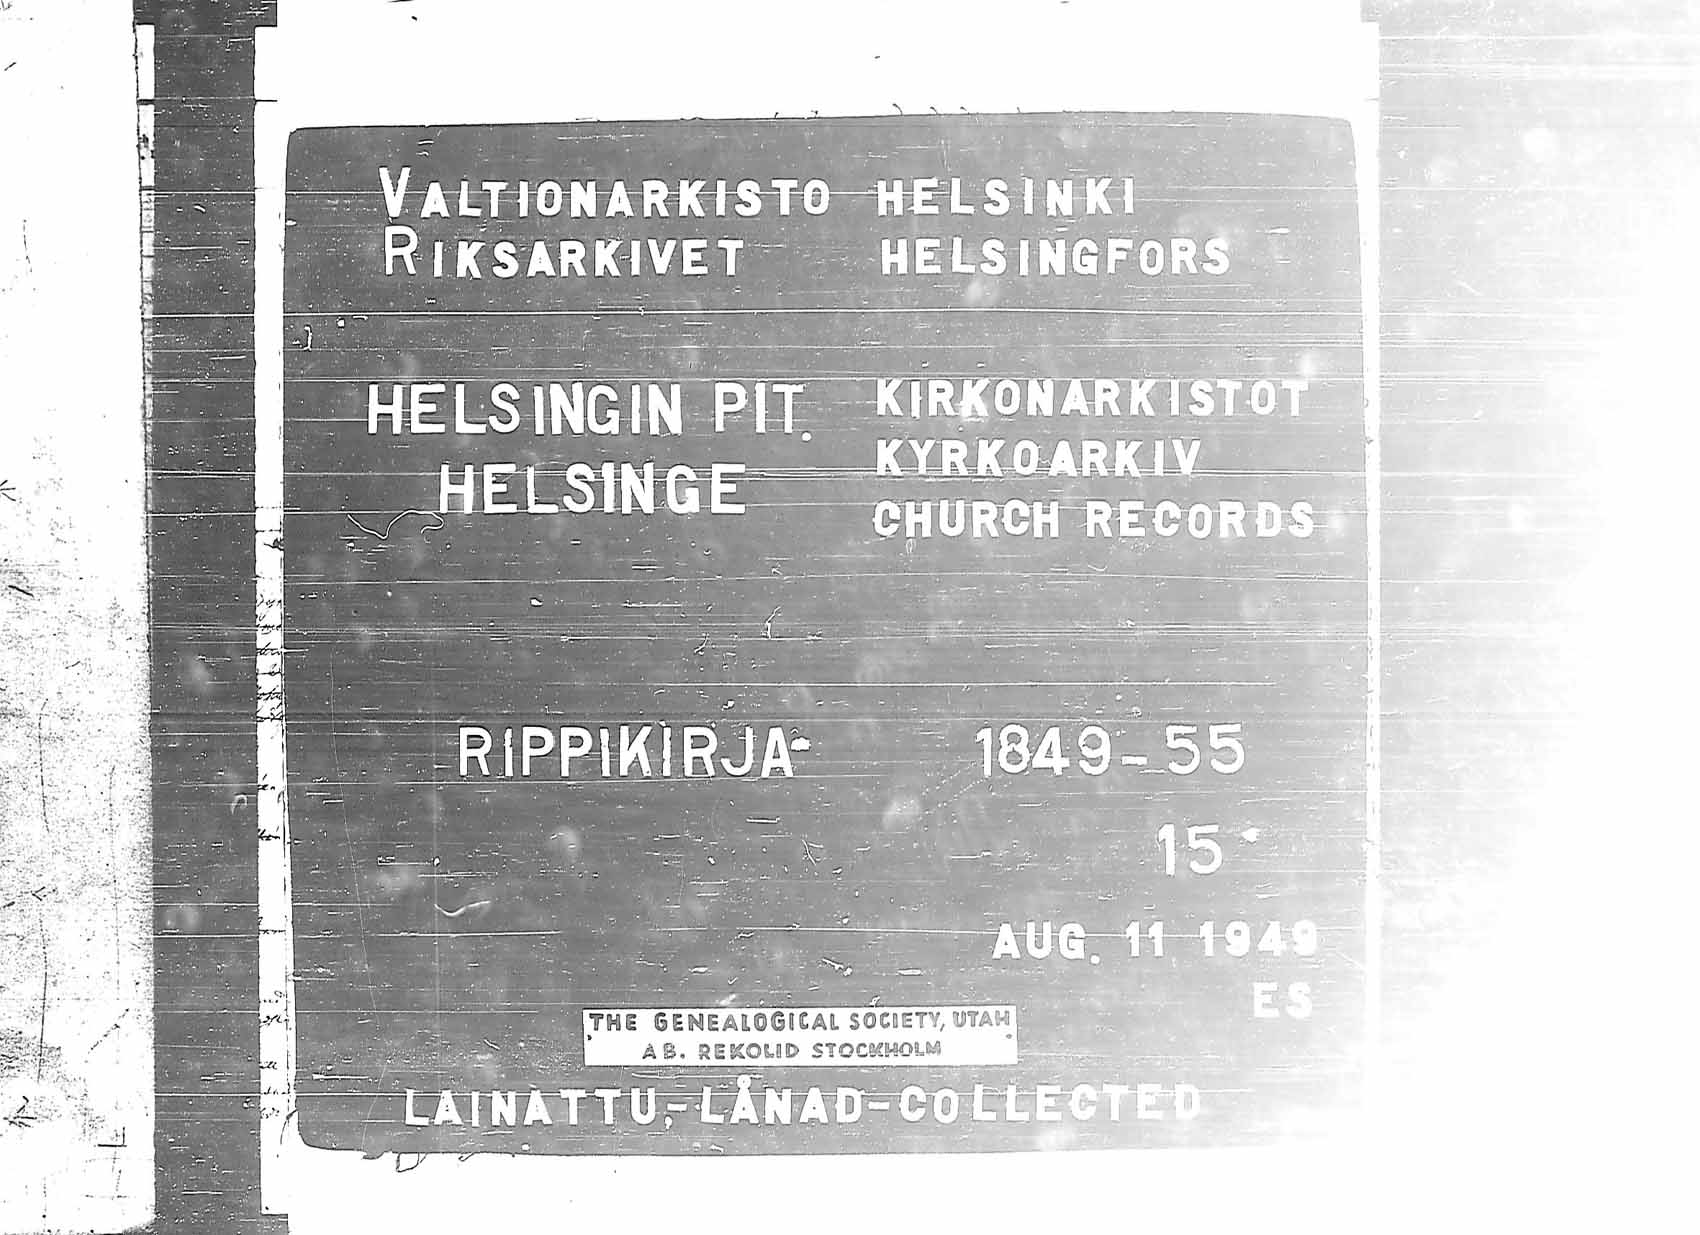 VALTIONARKISTO HELSINKI
RIKSARKIVET HELSINGFORS
HELSINGIN PIT.
HELSINGE
KIRKONARKISTOT
KYRKOARKIV
CHURCH RECORDS
RIPPIKIRJA 1849-55
15
AUG. 11 1949
ES
THE GENEALOGICAL SOCIETY, UTAH
AB. REKOLID STOCKHOLM
LAINATTU,-LÅNAD-COLLECTED